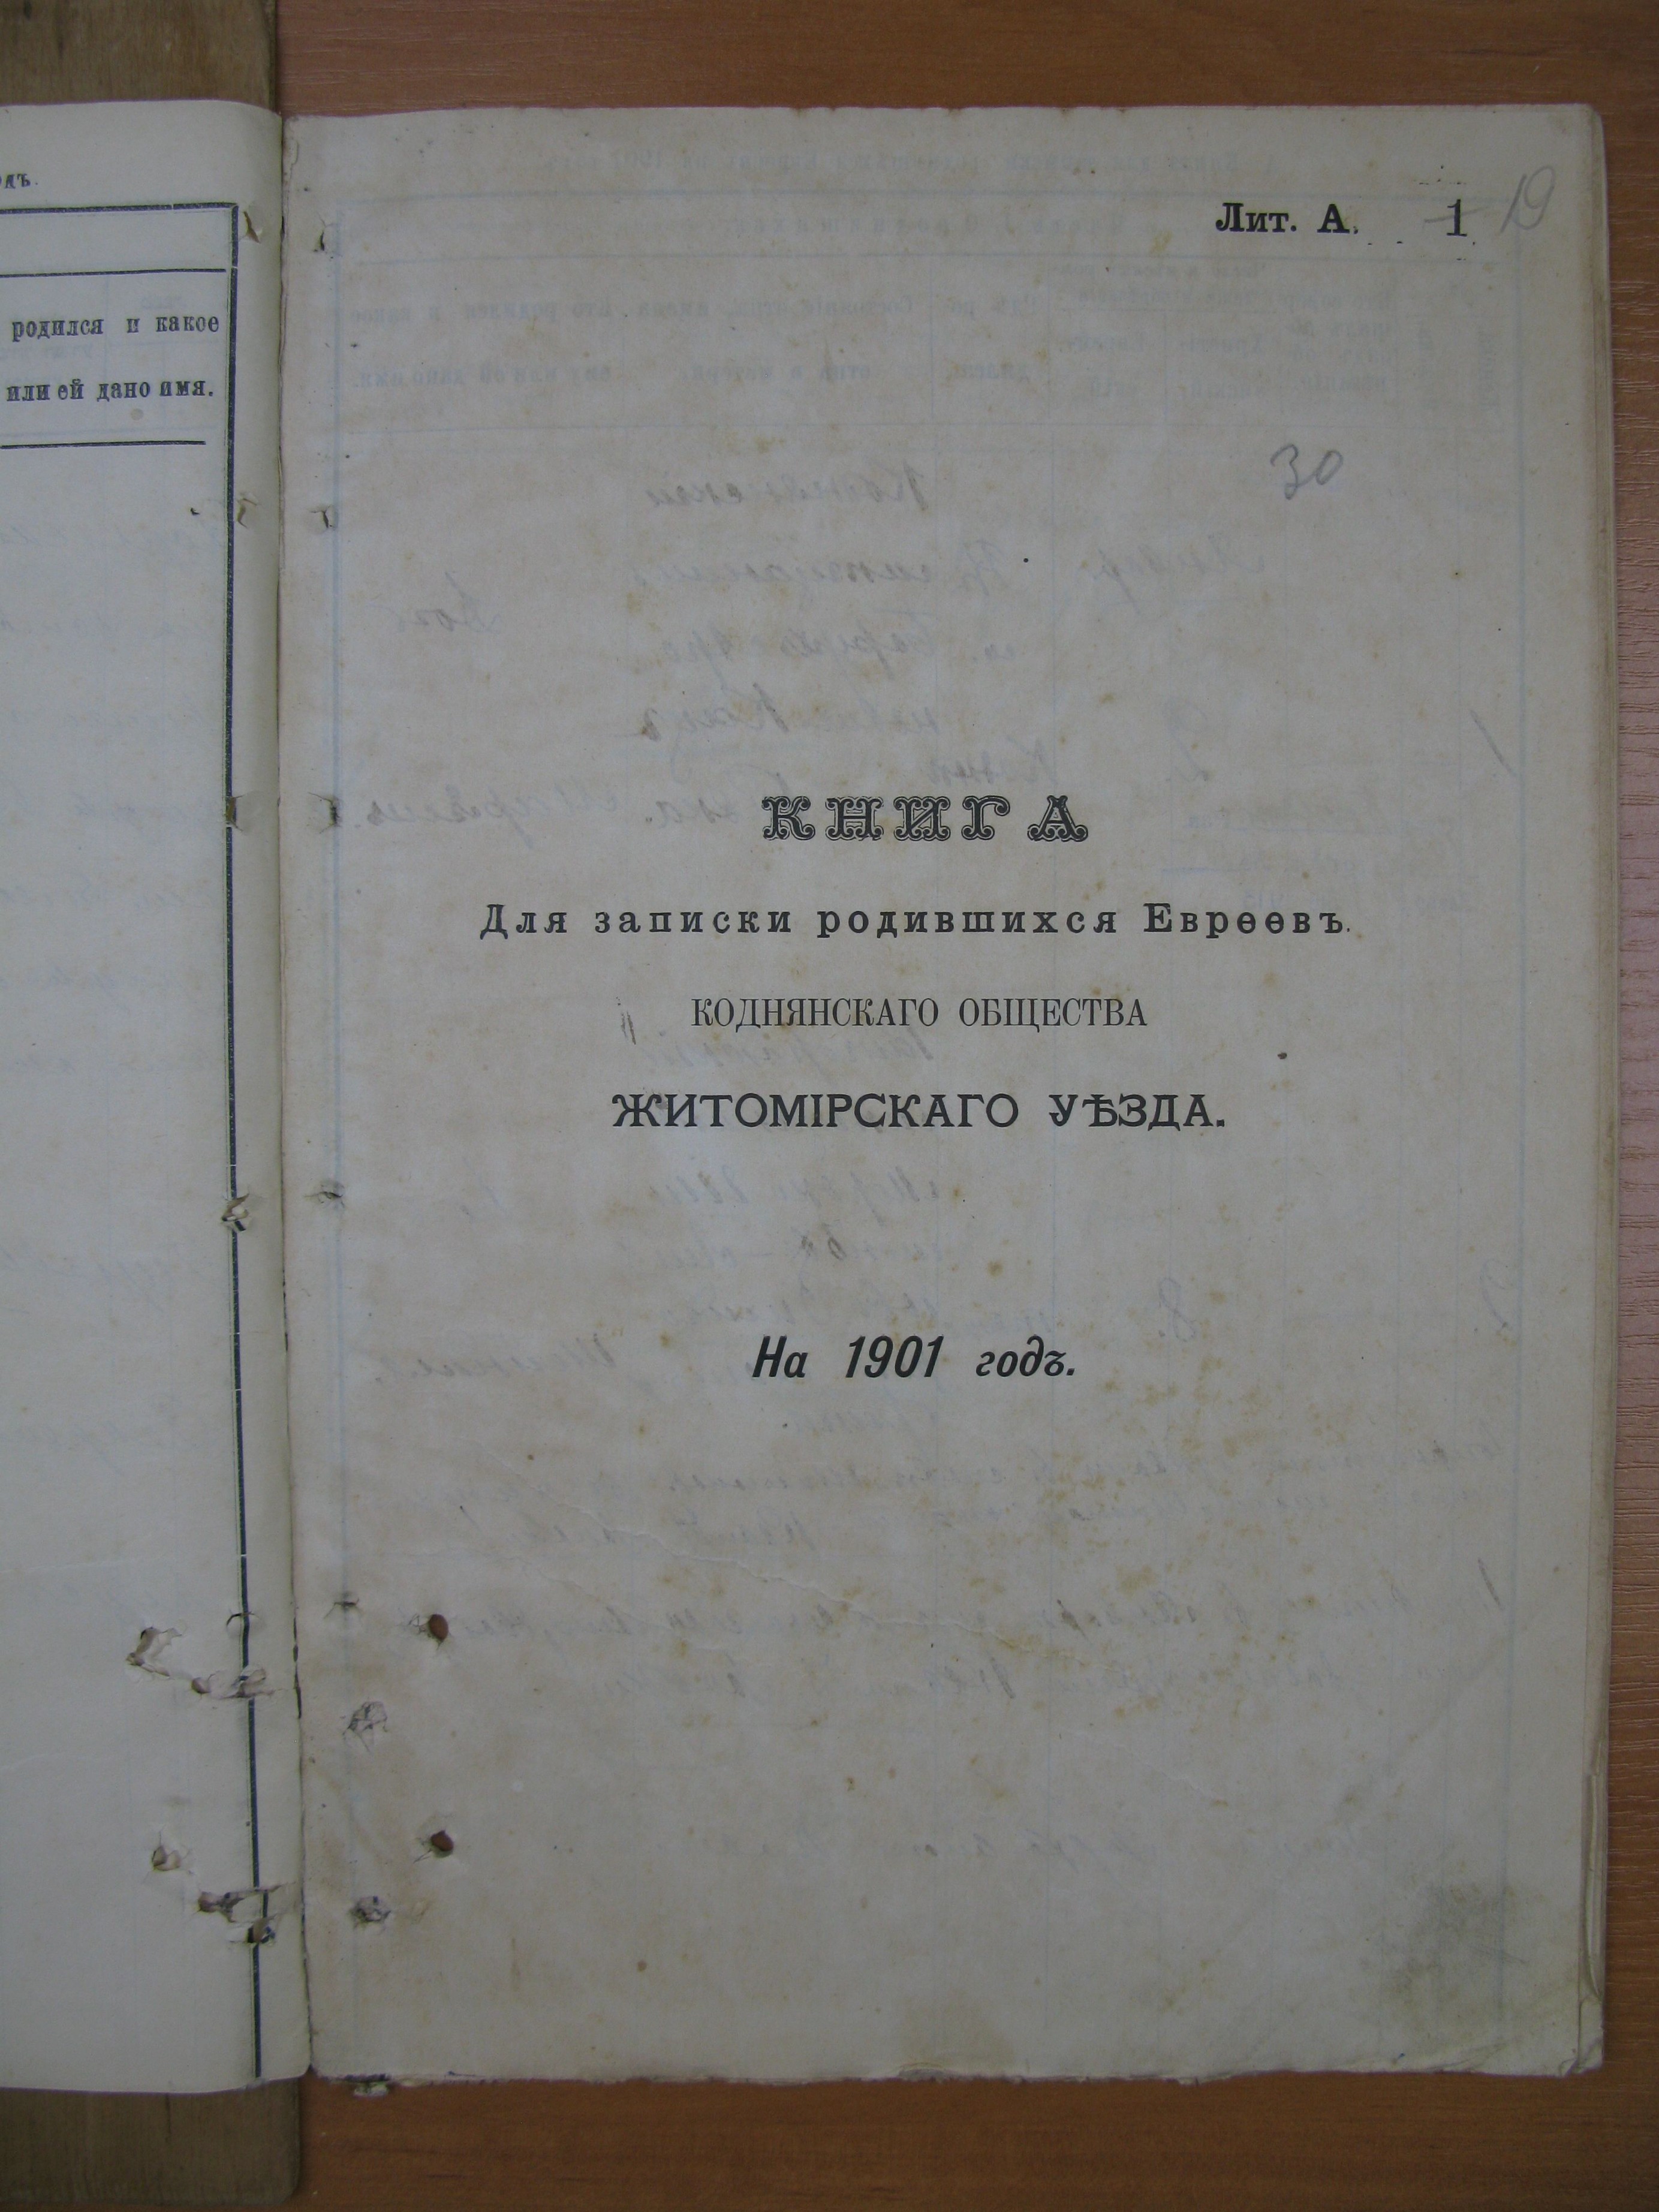 одъ.
родился и какое
или ей дано имя.
Лит. А. 1 19
30
КНИГА
Для записки родившихся Евреевъ.
КОДНЯНСКАГО ОБЩЕСТВА
ЖИТОМІРСКАГО УѢЗДА.
На 1901 годъ.